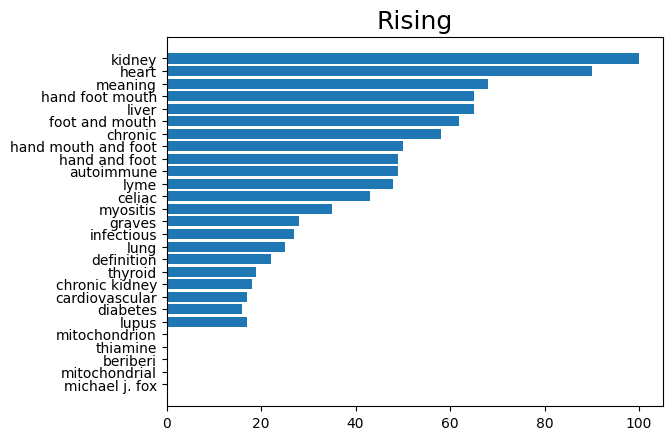 Rising
kidney
heart
meaning
hand foot mouth
liver
foot and mouth
chronic
hand mouth and foot
hand and foot
autoimmune
lyme
celiac
myositis
graves
infectious
lung
definition
thyroid
chronic kidney
cardiovascular
diabetes
lupus
mitochondrion
thiamine
beriberi
mitochondrial
michael j. fox
0 20 40 60 80 100